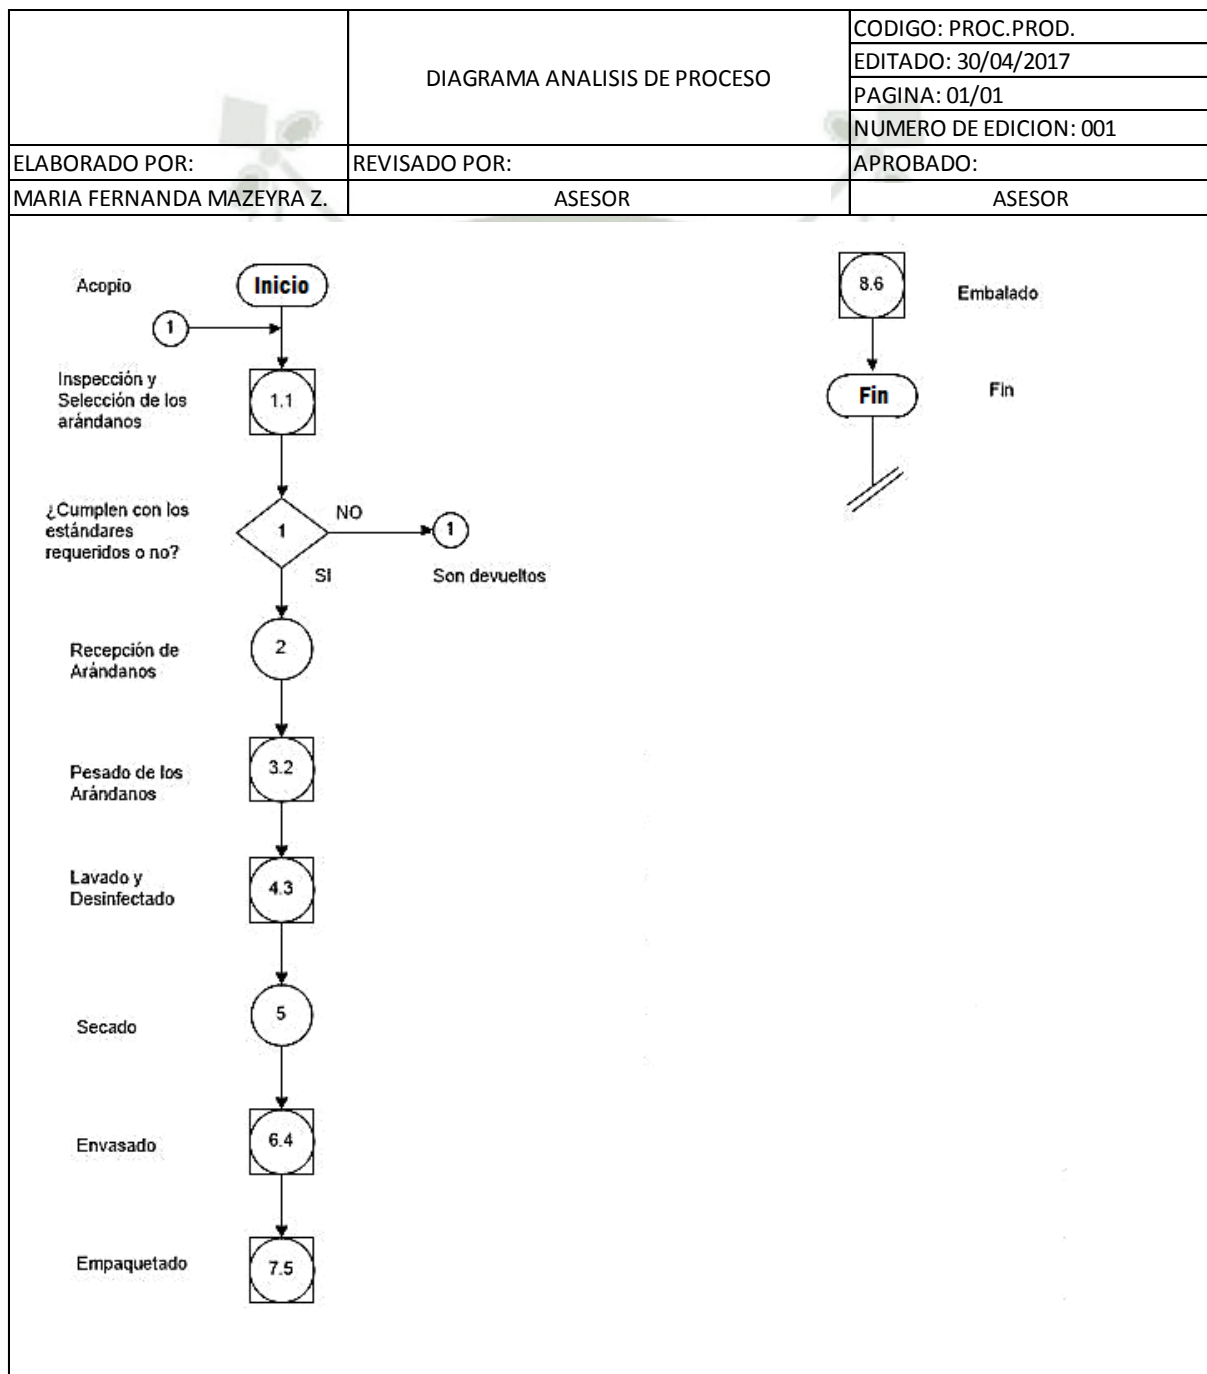 DIAGRAMA ANALISIS DE PROCESO
CODIGO: PROC.PROD.
EDITADO: 30/04/2017
PAGINA: 01/01
NUMERO DE EDICION: 001
ELABORADO POR:
REVISADO POR:
APROBADO:
MARIA FERNANDA MAZEYRA Z.
ASESOR
ASESOR
Acopio
Inicio
1
Inspección y
Selección de los
arándanos
1.1
¿Cumplen con los
estándares
requeridos o no?
1
NO
1
SI
Son devueltos
Recepción de
Arándanos
2
Pesado de los
Arándanos
3.2
Lavado y
Desinfectado
4.3
Secado
5
Envasado
6.4
Empaquetado
7.5
8.6
Embalado
Fin
Fin